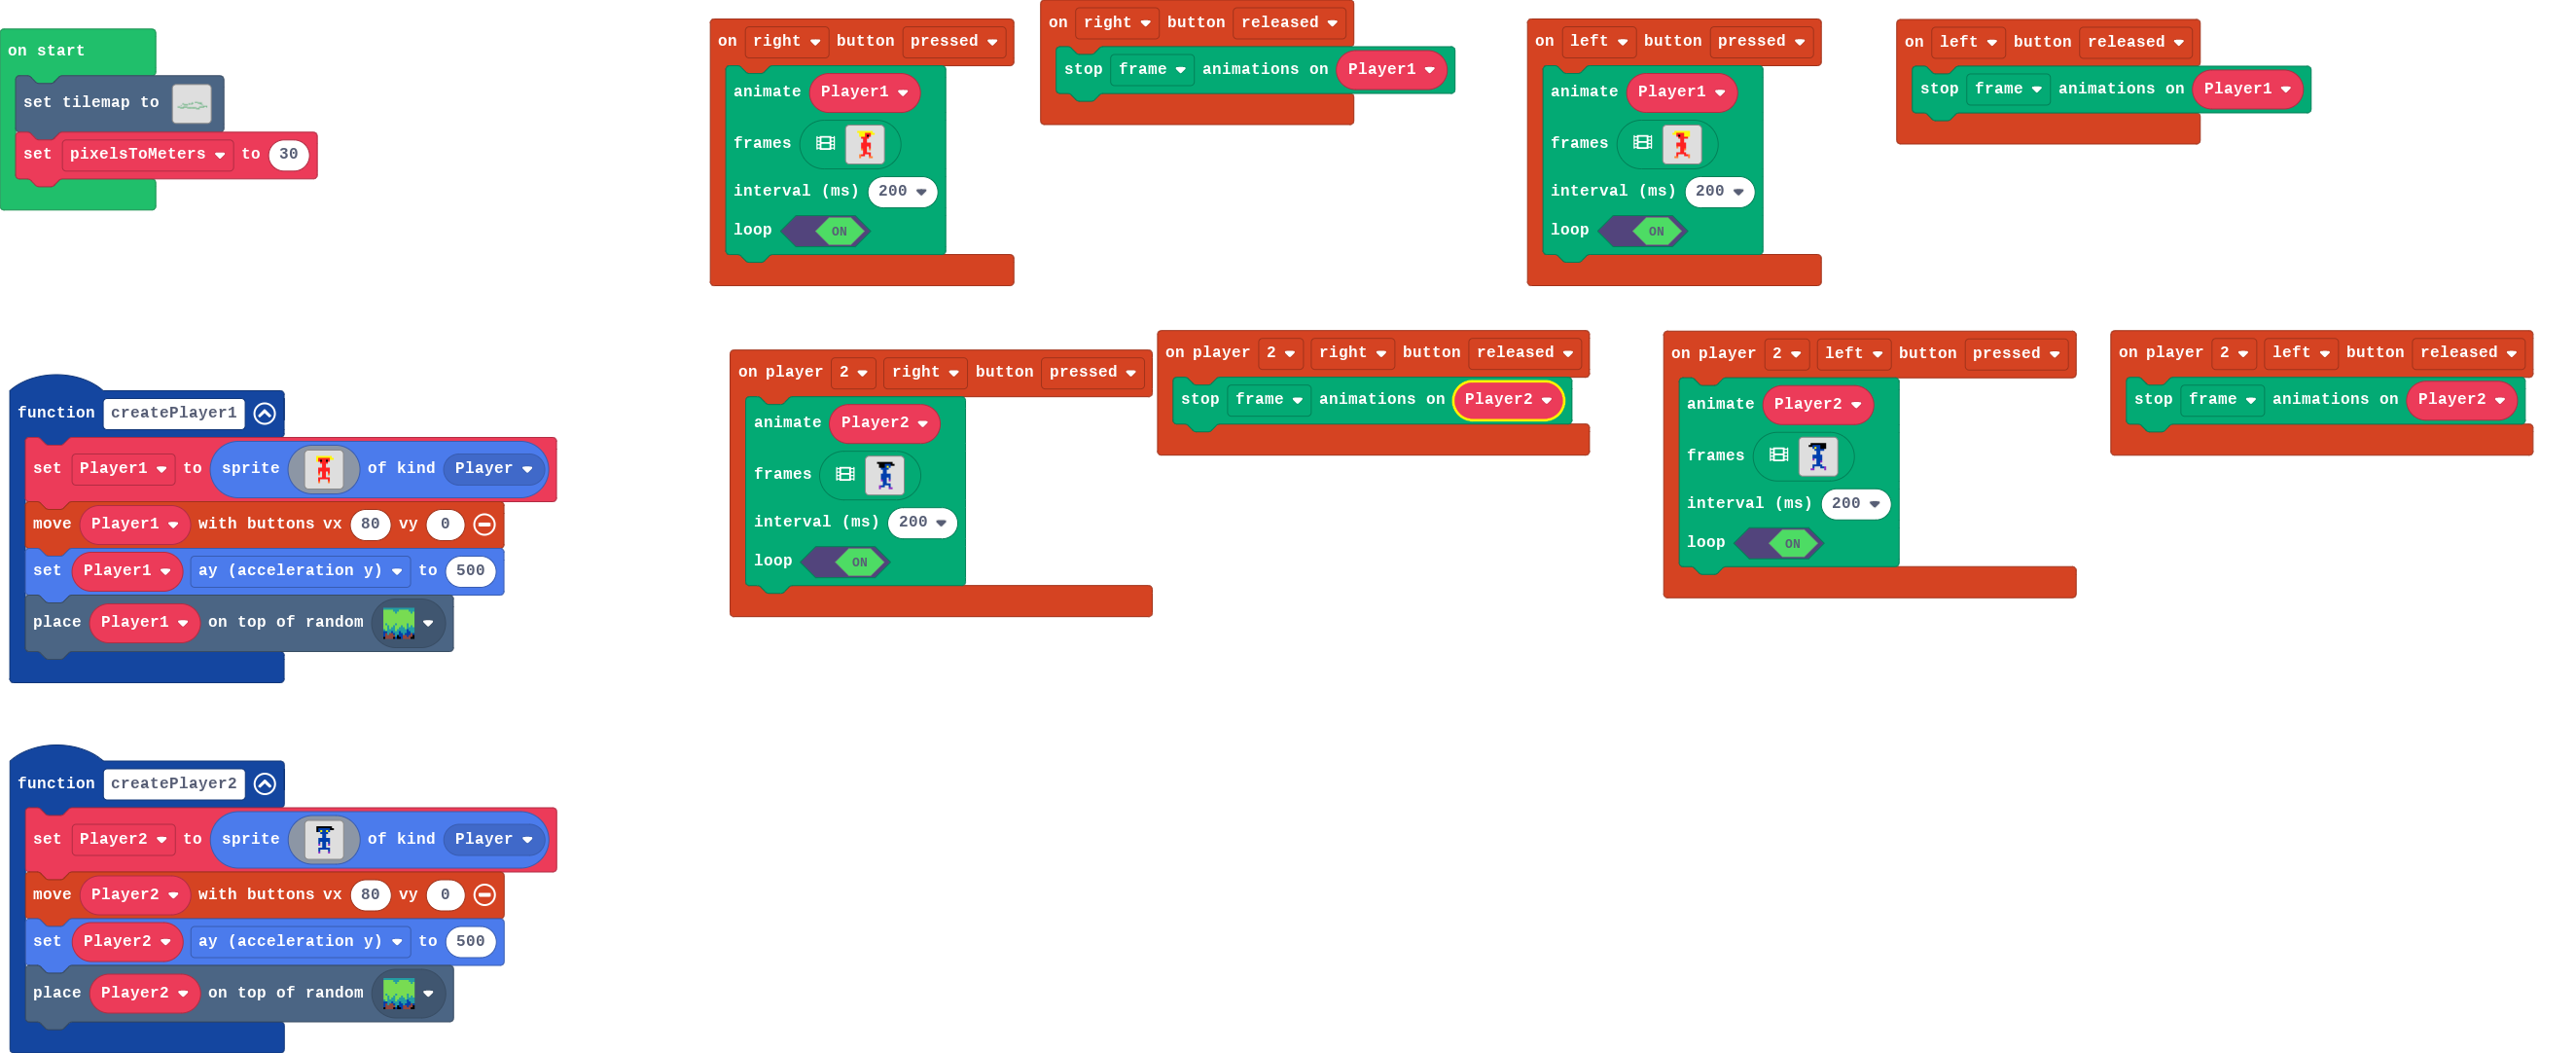 on start
set tilemap to
set pixelsToMeters to 30
on right button pressed
animate Player1
frames
interval (ms) 200
loop ON
on right button released
stop frame animations on Player1
on left button pressed
animate Player1
frames
interval (ms) 200
loop ON
on left button released
stop frame animations on Player1
function createPlayer1
set Player1 to sprite of kind Player
move Player1 with buttons vx 80 vy 0
set Player1 ay (acceleration y) to 500
place Player1 on top of random
on player 2 right button pressed
animate Player2
frames
interval (ms) 200
loop ON
on player 2 right button released
stop frame animations on Player2
on player 2 left button pressed
animate Player2
frames
interval (ms) 200
loop ON
on player 2 left button released
stop frame animations on Player2
function createPlayer2
set Player2 to sprite of kind Player
move Player2 with buttons vx 80 vy 0
set Player2 ay (acceleration y) to 500
place Player2 on top of random